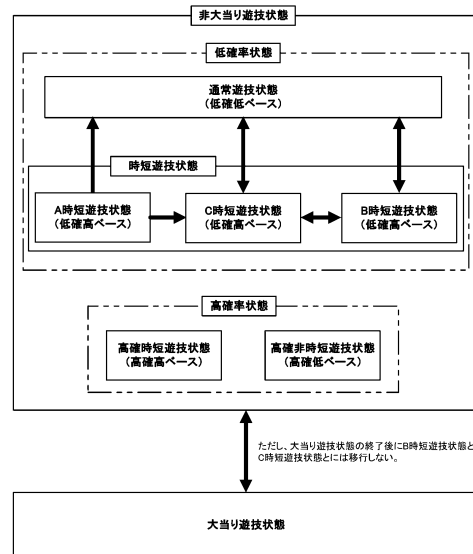 非大当り遊技状態
低確率状態
通常遊技状態
(低確低ベース)
時短遊技状態
A時短遊技状態
(低確高ベース)
C時短遊技状態
(低確高ベース)
B時短遊技状態
(低確高ベース)
高確率状態
高確時短遊技状態
(高確高ベース)
高確非時短遊技状態
(高確低ベース)
ただし、大当り遊技状態の終了後にB時短遊技状態と
C時短遊技状態とには移行しない。
大当り遊技状態